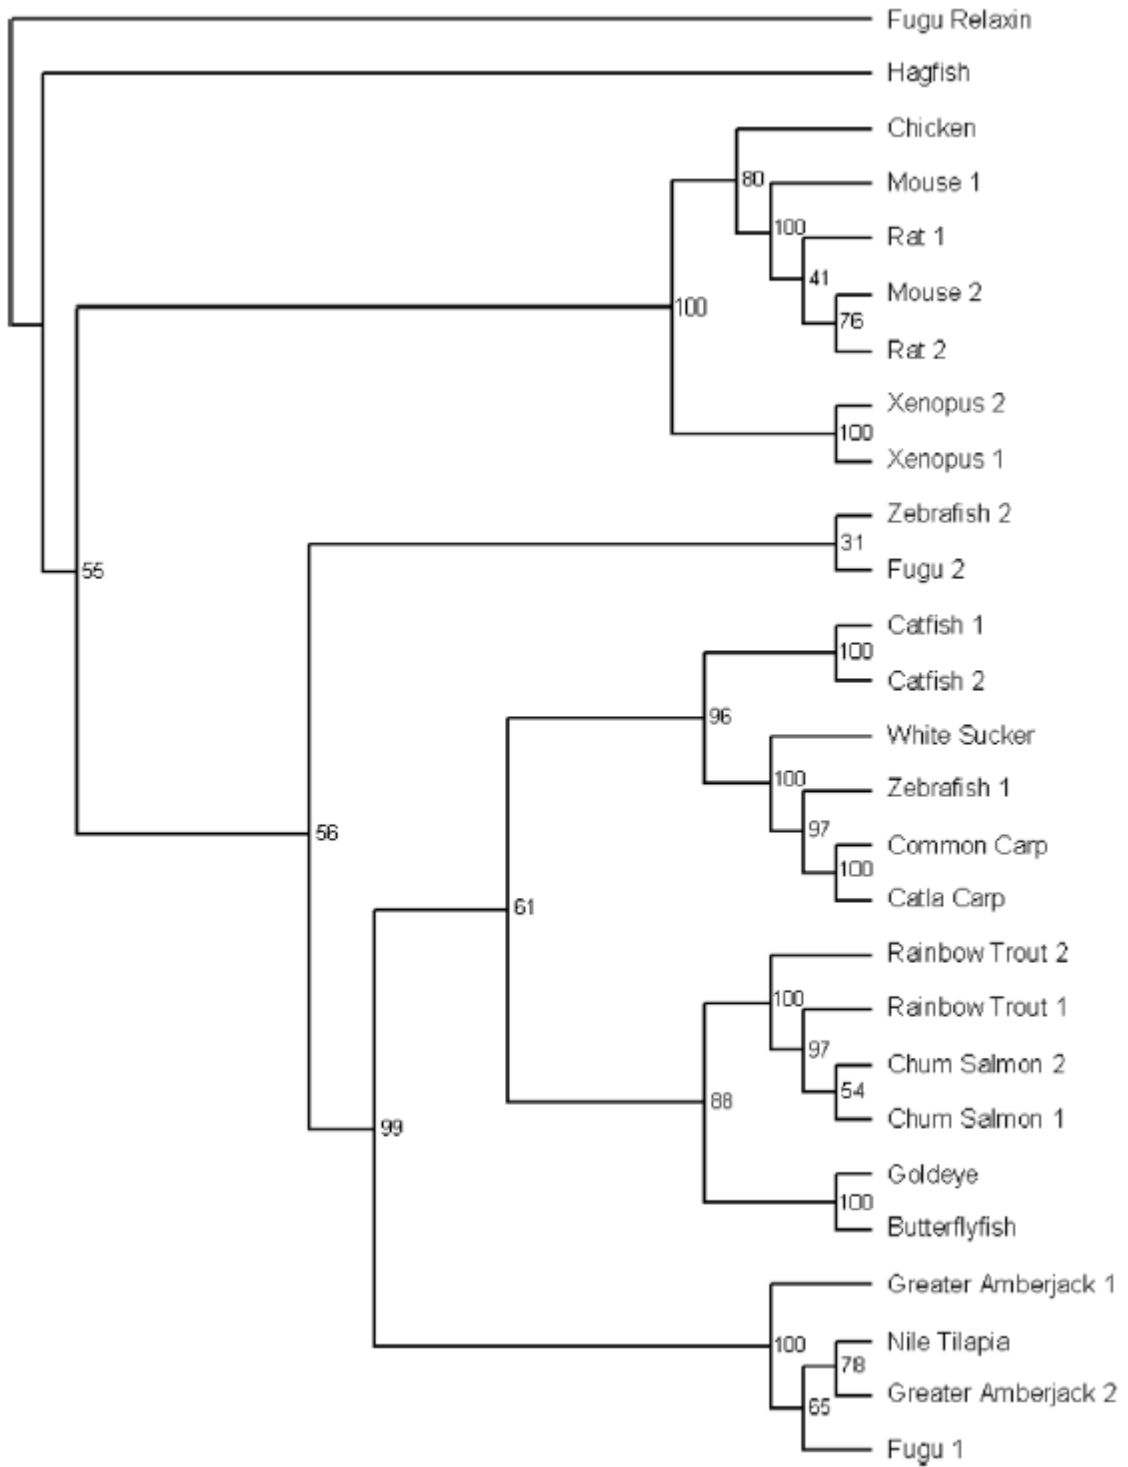 Fugu Relaxin
Hagfish
Chicken
80
Mouse 1
100
Rat 1
41
Mouse 2
100
76
Rat 2
Xenopus 2
100
Xenopus 1
Zebrafish 2
31
Fugu 2
55
Catfish 1
100
Catfish 2
96
White Sucker
100
Zebrafish 1
97
56
Common Carp
100
Catla Carp
61
Rainbow Trout 2
100
Rainbow Trout 1
97
Chum Salmon 2
54
88
Chum Salmon 1
99
Goldeye
100
Butterflyfish
Greater Amberjack 1
Nile Tilapia
100
78
Greater Amberjack 2
65
Fugu 1